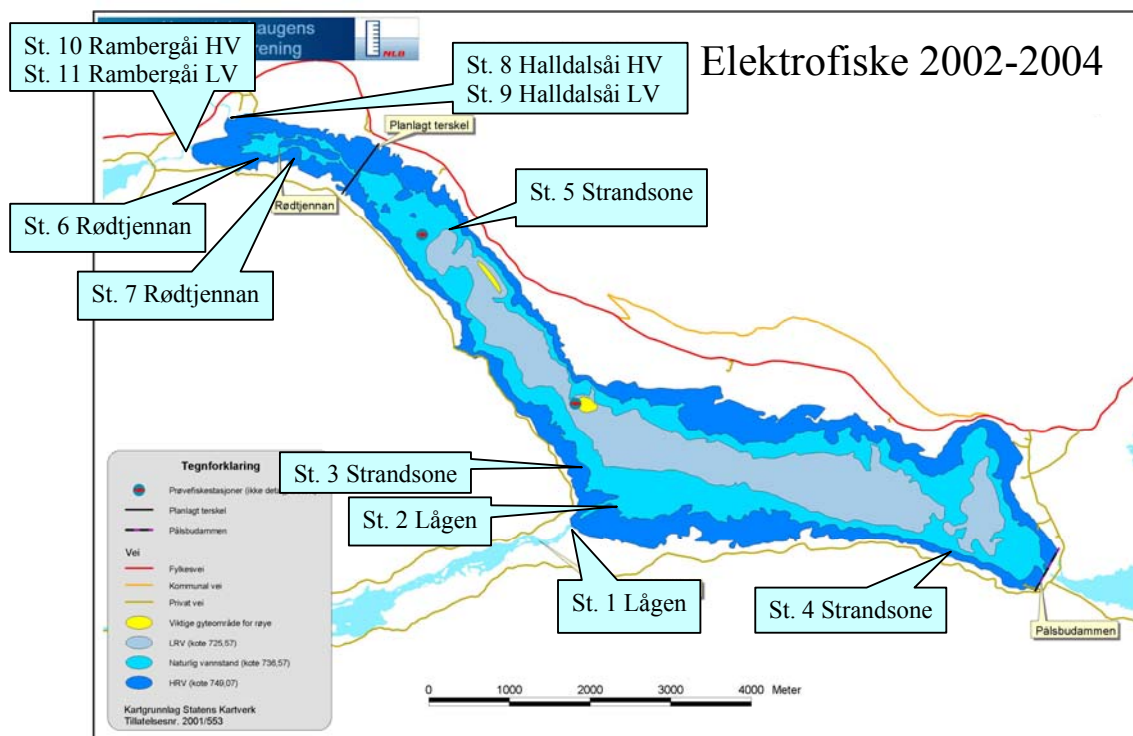 augens
rening
NLB
Elektrofiske 2002-2004
St. 10 Rambergåi HV
St. 11 Rambergåi LV
St. 8 Halldalsåi HV
St. 9 Halldalsåi LV
Planlagt terskel
St. 5 Strandsone
Rødtjennan
St. 6 Rødtjennan
St. 7 Rødtjennan
St. 3 Strandsone
St. 2 Lågen
St. 1 Lågen
St. 4 Strandsone
Pålsbudammen
Tegnforklaring
Prøvefiskestasjoner (ikke
Planlagt terskel
Pålsbudammen
Vei
Fylkesvei
Kommunal vei
Privat vei
Viktige gyteområde for røye
LRV (kote 725,57)
Naturlig vannstand (kote 736,57)
HRV (kote 749,07)
Kartgrunnlag Statens Kartverk
Tillatelsesnr. 2001/553
0 1000 2000 3000 4000 Meter